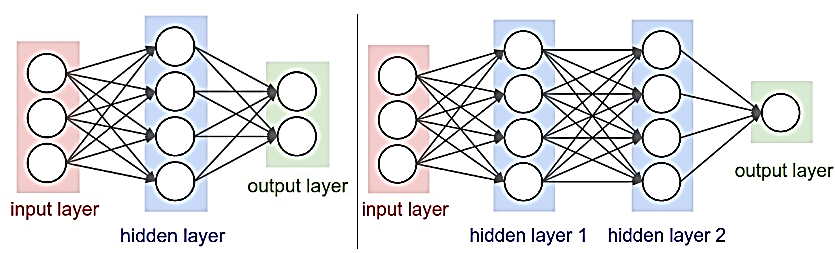 input layer
hidden layer
output layer
input layer
hidden layer 1
hidden layer 2
output layer